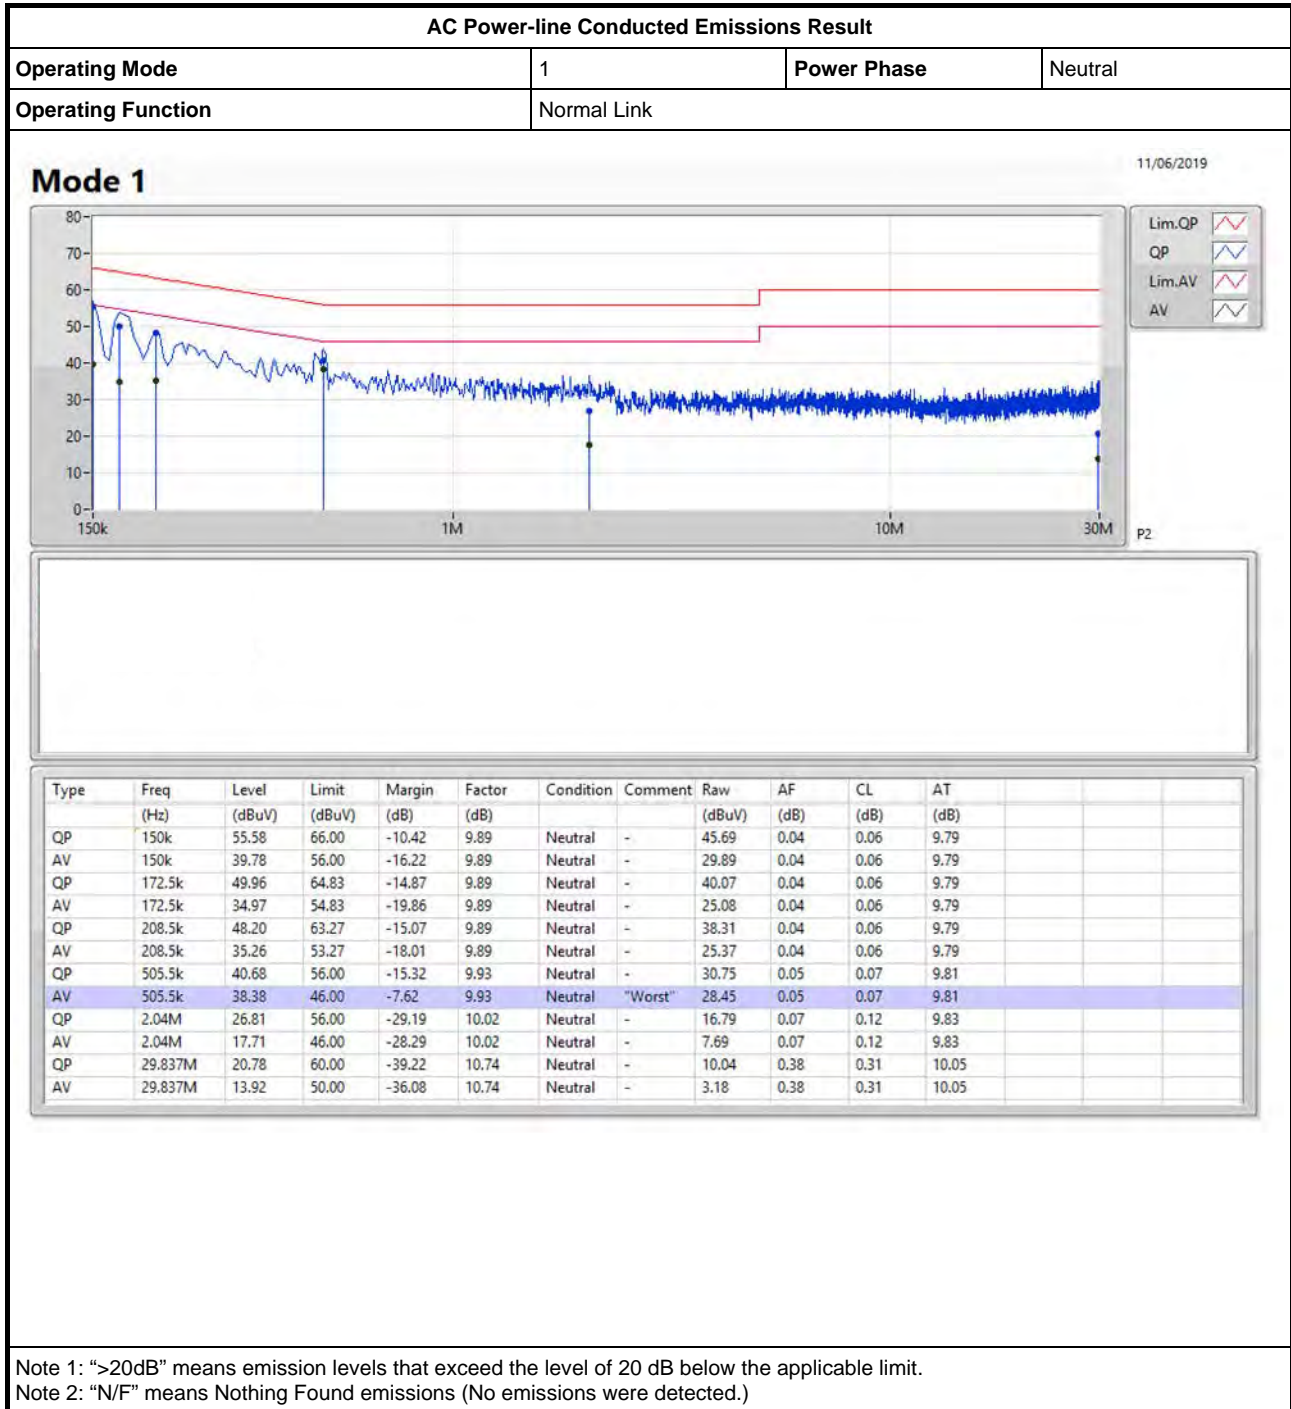 AC Power-line Conducted Emissions Result
Operating Mode 1 Power Phase Neutral
Operating Function Normal Link
11/06/2019
Mode 1
80
70
60
50
40
30
20
10
0
150k 1M 10M 30M
P2
Lim.QP
QP
Lim.AV
AV
Type Freq Level Limit Margin Factor Condition Comment Raw AF CL AT
(Hz) (dBuV) (dBuV) (dB) (dB) (dBuV) (dB) (dB) (dB)
QP 150k 55.58 66.00 -10.42 9.89 Neutral - 45.69 0.04 0.06 9.79
AV 150k 39.78 56.00 -16.22 9.89 Neutral - 29.89 0.04 0.06 9.79
QP 172.5k 49.96 64.83 -14.87 9.89 Neutral - 40.07 0.04 0.06 9.79
AV 172.5k 34.97 54.83 -19.86 9.89 Neutral - 25.08 0.04 0.06 9.79
QP 208.5k 48.20 63.27 -15.07 9.89 Neutral - 38.31 0.04 0.06 9.79
AV 208.5k 35.26 53.27 -18.01 9.89 Neutral - 25.37 0.04 0.06 9.79
QP 505.5k 40.68 56.00 -15.32 9.93 Neutral - 30.75 0.05 0.07 9.81
AV 505.5k 38.38 46.00 -7.62 9.93 Neutral "Worst" 28.45 0.05 0.07 9.81
QP 2.04M 26.81 56.00 -29.19 10.02 Neutral - 16.79 0.07 0.12 9.83
AV 2.04M 17.71 46.00 -28.29 10.02 Neutral - 7.69 0.07 0.12 9.83
QP 29.837M 20.78 60.00 -39.22 10.74 Neutral - 10.04 0.38 0.31 10.05
AV 29.837M 13.92 50.00 -36.08 10.74 Neutral - 3.18 0.38 0.31 10.05
Note 1: “>20dB” means emission levels that exceed the level of 20 dB below the applicable limit.
Note 2: “N/F” means Nothing Found emissions (No emissions were detected.)